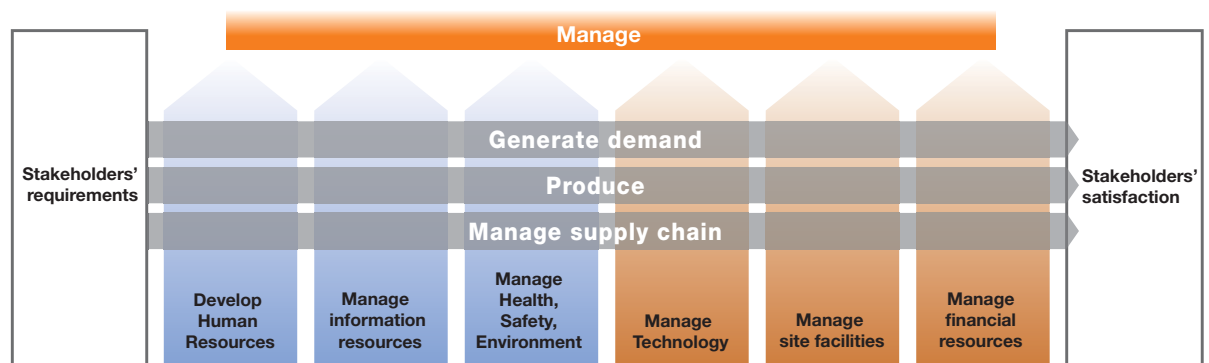 Manage
Generate demand
Stakeholders'
requirements
Produce
Stakeholders'
satisfaction
Manage supply chain
Develop
Human
Resources
Manage
information
resources
Manage
Health,
Safety,
Environment
Manage
Technology
Manage
site facilities
Manage
financial
resources